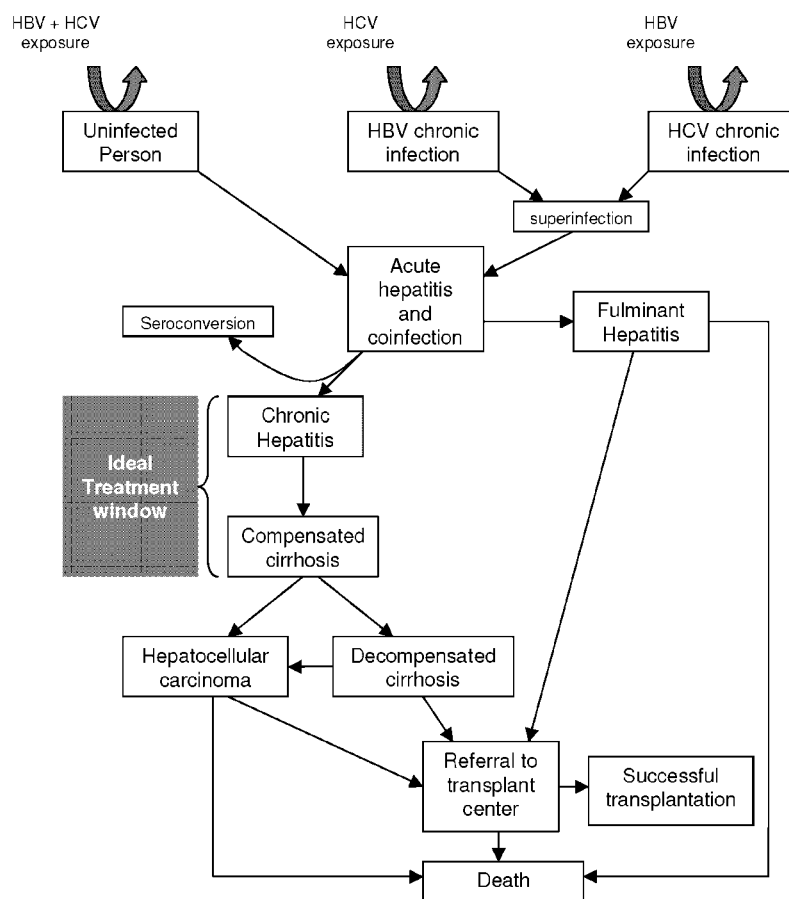 HBV + HCV
exposure
HCV
exposure
HBV
exposure
Uninfected
Person
HBV chronic
infection
HCV chronic
infection
superinfection
Acute
hepatitis
and
coinfection
Seroconversion
Fulminant
Hepatitis
Chronic
Hepatitis
Ideal
Treatment
window
Compensated
cirrhosis
Hepatocellular
carcinoma
Decompensated
cirrhosis
Referral to
transplant
center
Successful
transplantation
Death